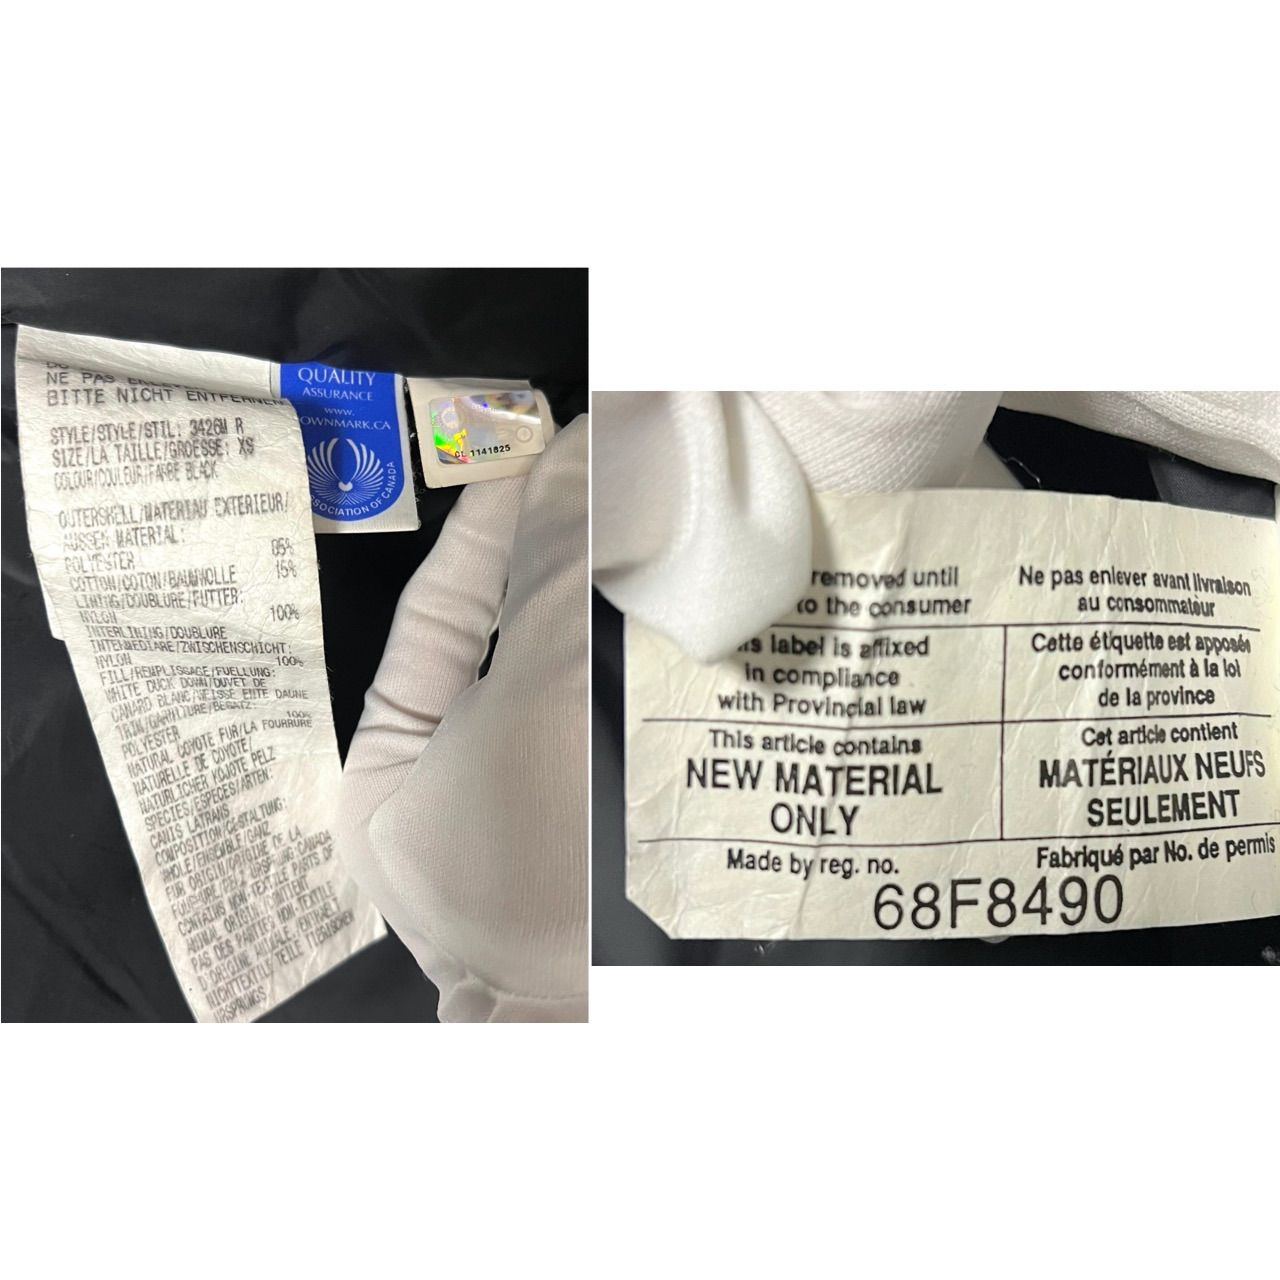 NE PAS ENLEVER
BITTE NICHT ENTFERNEN
STYLE/STYLE/STIL: 3426W R
SIZE/LA TAILLE/GROESSE: XS
COLOUR/COULEUR/FARBE BLACK
OUTERSHELL/MATERIAU EXTERIEUR/
AUSSEN MATERIAL:
POLYESTER 85%
COTTON/COTON/BAUMWOLLE 15%
LINING/DOUBLURE/FUTTER:
NYLON 100%
INTERLINING/DOUBLURE
INTERMEDIARE/ZWISCHENSCHICHT:
NYLON 100%
FILL/REMPLISSAGE/FUELLUNG:
WHITE DUCK DOWN/DUVET DE
CANARD BLANC/WEISSE ENTE DAUNE
TRIM/GARNITURE/BESATZ: 100%
POLYESTER
NATURAL COYOTE FUR/LA FOURRURE
NATURELLE DE COYOTE/
NATURLICHER KOJOTE PELZ
SPECIES/ESPECES/ARTEN:
CANIS LATRANS
COMPOSITION/GESTALTUNG:
WHOLE/ENSEMBLE/GANZ
FUR ORIGIN/ORIGINE DE LA
FOURRURE/PELZ URSPRUNG CANADA
CONTAINS NON-TEXTILE PARTS OF
ANIMAL ORIGIN, CONTIENT
PAS DES PARTIES NON TEXTILE
D'ORIGINE ANIMALE/ENTHALT
NICHTTEXTILE TEILE TIERISCHEN
URSPRUNGS
QUALITY
ASSURANCE
www.
OWNMARK.CA
SOCIATION OF CANADA
CL 1141825
removed until
to the consumer
Ne pas enlever avant livraison
au consommateur
is label is affixed
in compliance
with Provincial law
Cette étiquette est apposée
conformément à la loi
de la province
This article contains
NEW MATERIAL
ONLY
Cet article contient
MATÉRIAUX NEUFS
SEULEMENT
Made by reg. no.
Fabriqué par No. de permis
68F8490